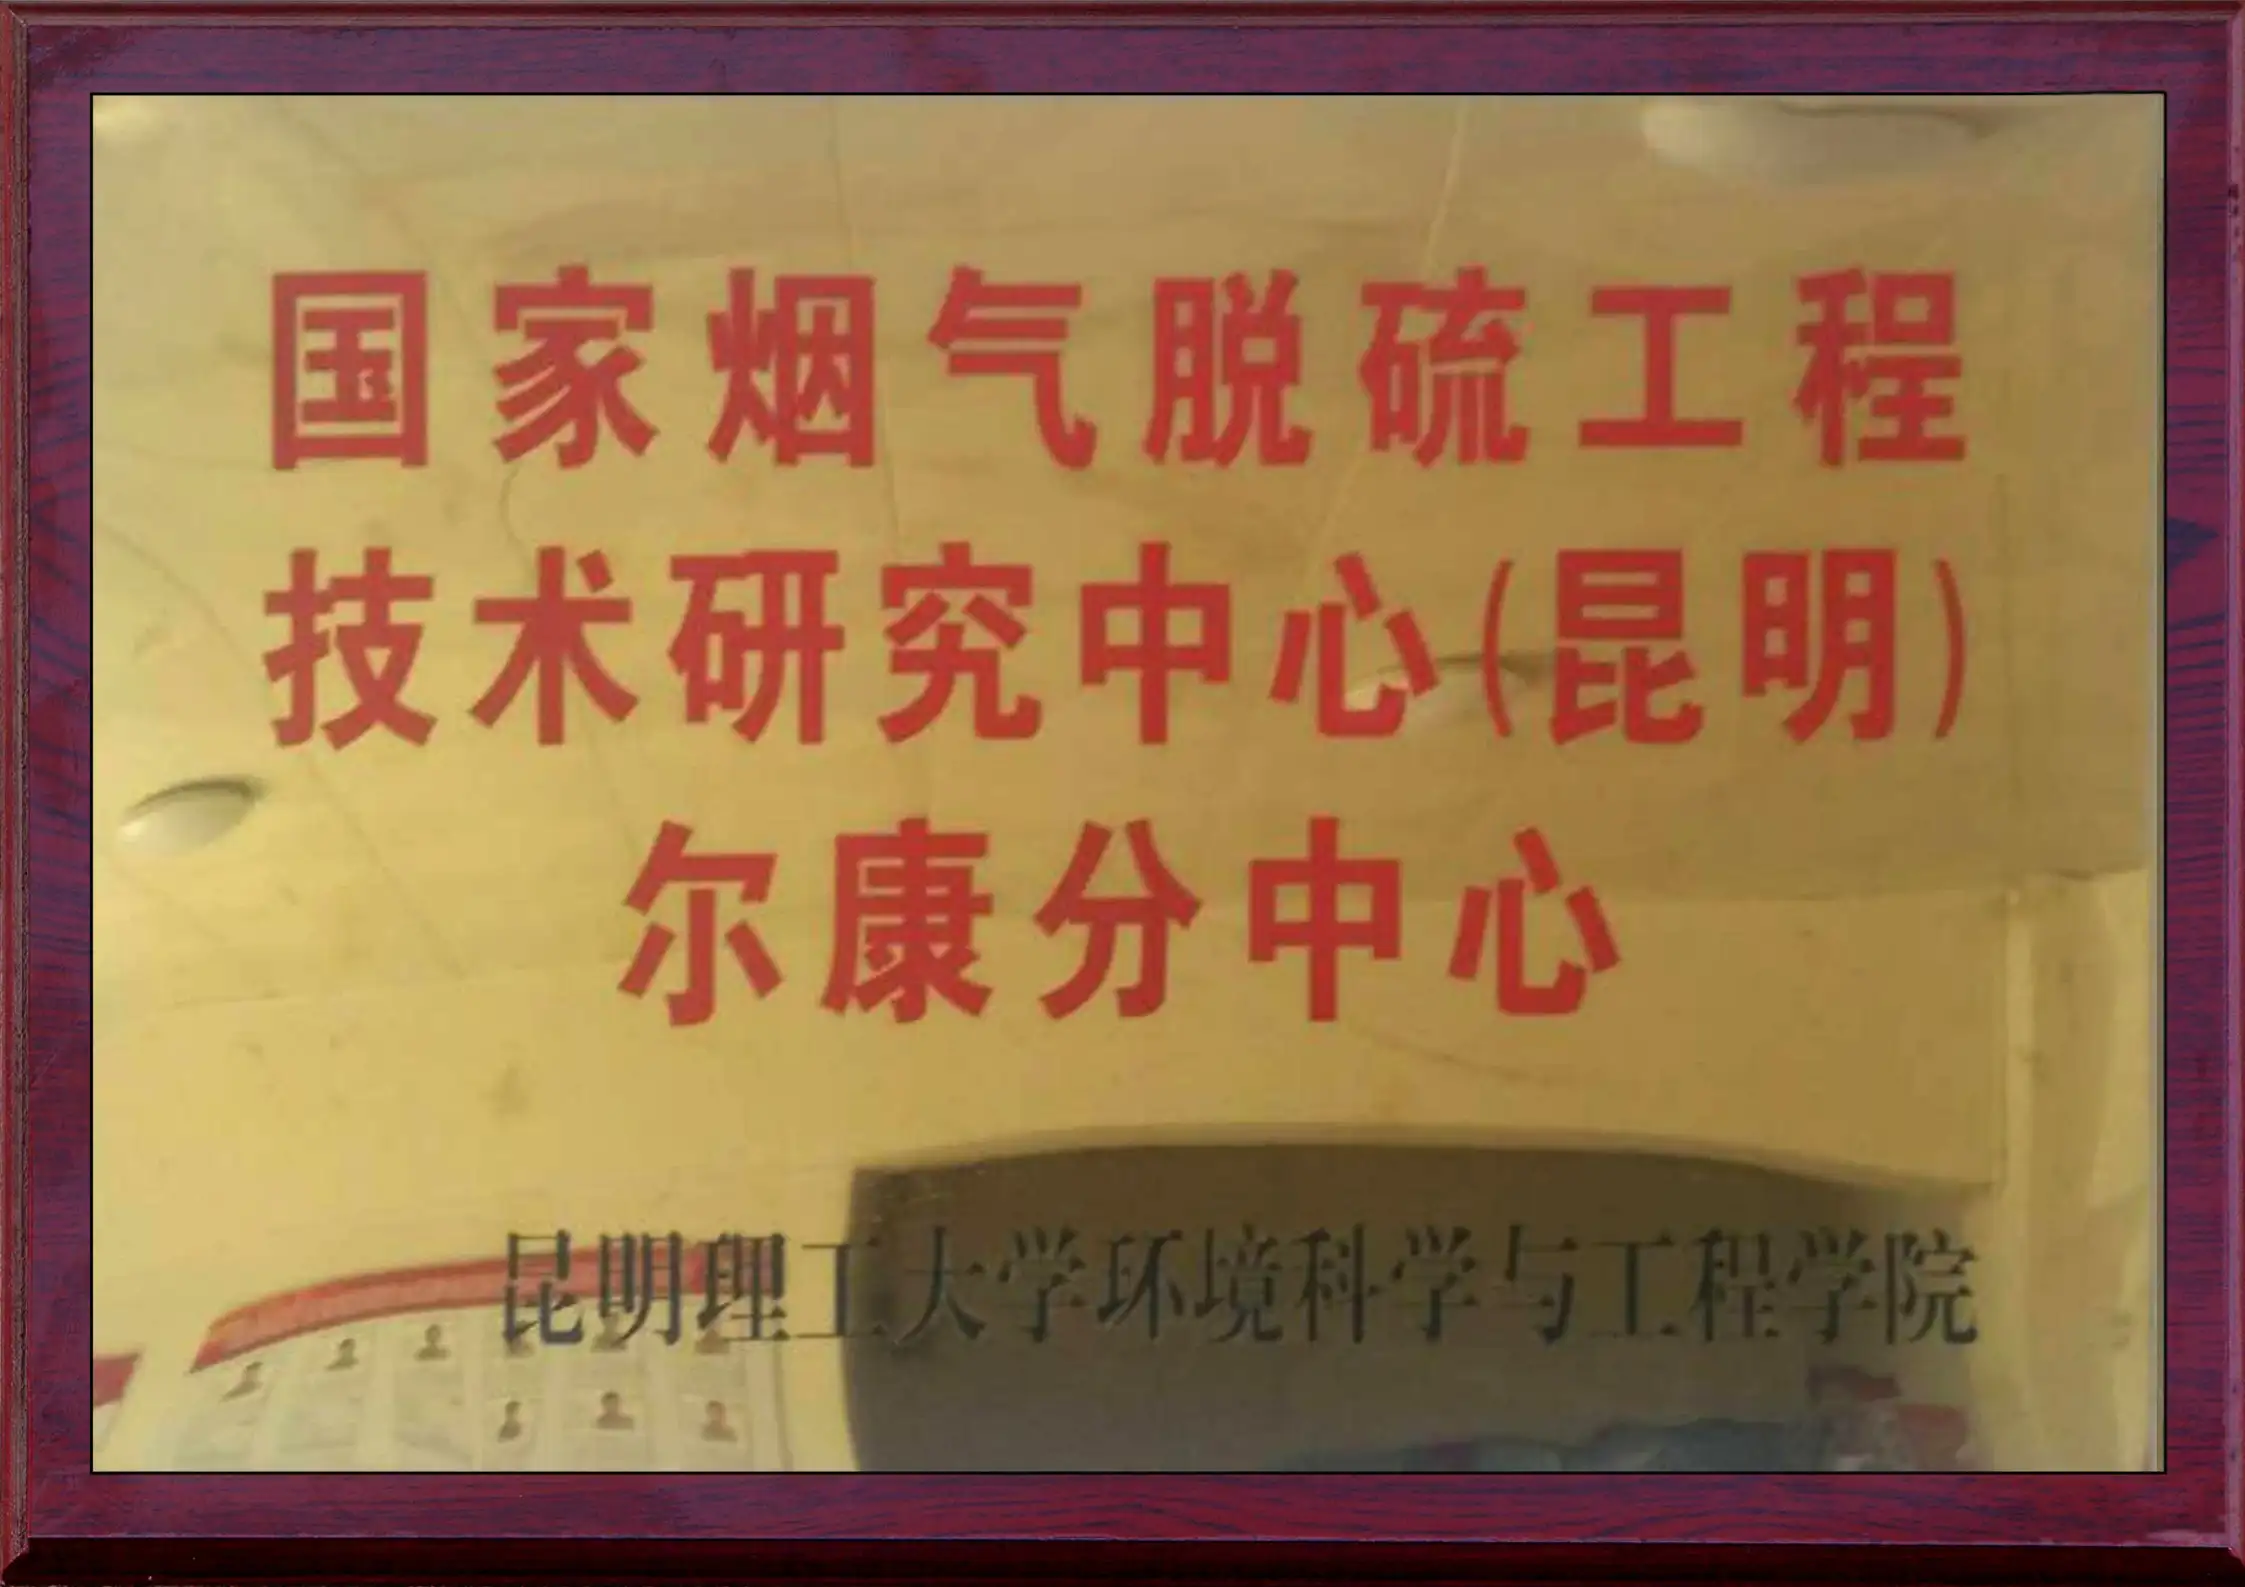 国家烟气脱硫工程
技术研究中心(昆明)
尔康分中心
昆明理工大学环境科学与工程学院